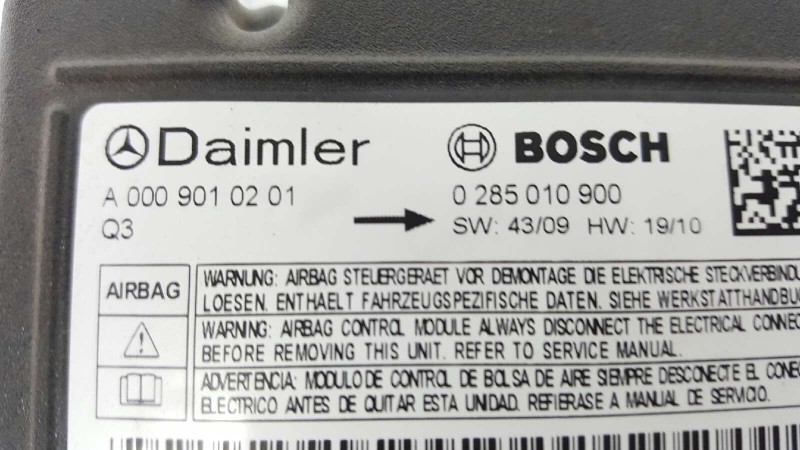 Daimler
BOSCH
A 000 901 02 01
0 285 010 900
Q3
SW: 43/09 HW: 19/10
AIRBAG
WARNUNG: AIRBAG STEUERGERAET VOR DEMONTAGE DIE ELEKTRISCHE
LOESEN. ENTHAELT FAHRZEUGSPEZIFISCHE DATEN. SIEHE
WARNING: AIRBAG CONTROL MODULE ALWAYS DISCONNECT THE ELECTRICAL
BEFORE REMOVING THIS UNIT. REFER TO SERVICE MANUAL.
ADVERTENCIA: MODULO DE CONTROL DE BOLSA DE AIRE SIEMPRE DESCONECTE EL
ELECTRICO ANTES DE QUITAR ESTA UNIDAD. REFIERASE A MANUAL DE SERVICIO.